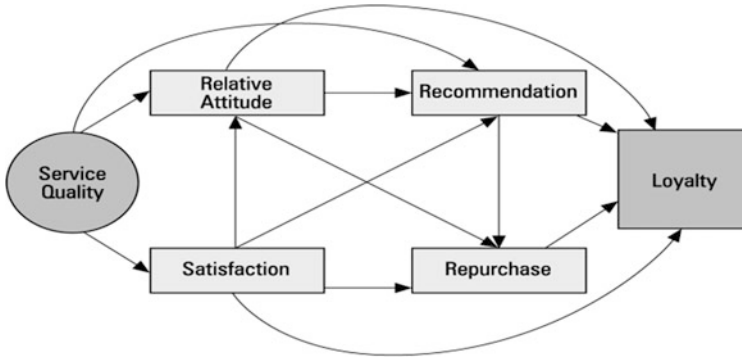 Relative
Attitude
Recommendation
Service
Quality
Loyalty
Satisfaction
Repurchase